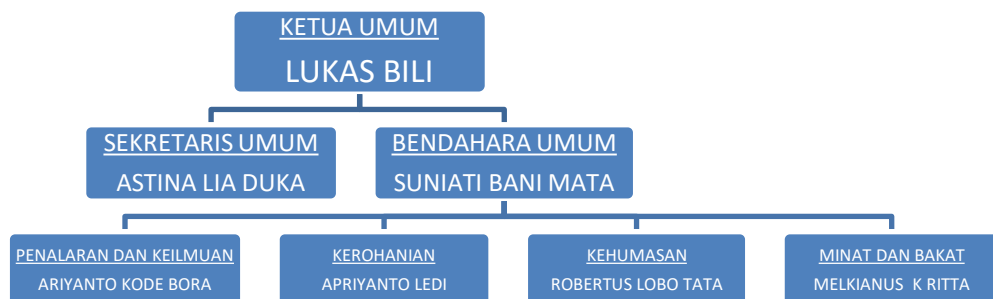 KETUA UMUM
LUKAS BILI
SEKRETARIS UMUM
ASTINA LIA DUKA
BENDAHARA UMUM
SUNIATI BANI MATA
PENALARAN DAN KEILMUAN
ARIYANTO KODE BORA
KEROHANIAN
APRIYANTO LEDI
KEHUMASAN
ROBERTUS LOBO TATA
MINAT DAN BAKAT
MELKIANUS K RITTA